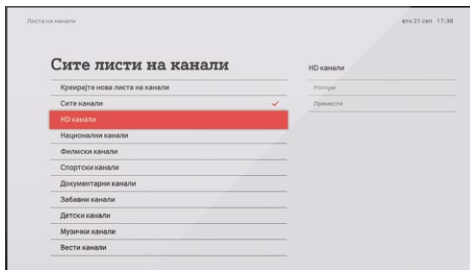 Листа на канали
вто 21 сеп 17:38
Сите листи на канали
Креирајте нова листа на канали
Сите канали
HD канали
Национални канали
Филмски канали
Спортски канали
Документарни канали
Забавни канали
Детски канали
Музички канали
Вести канали
HD канали
Избери
Премести